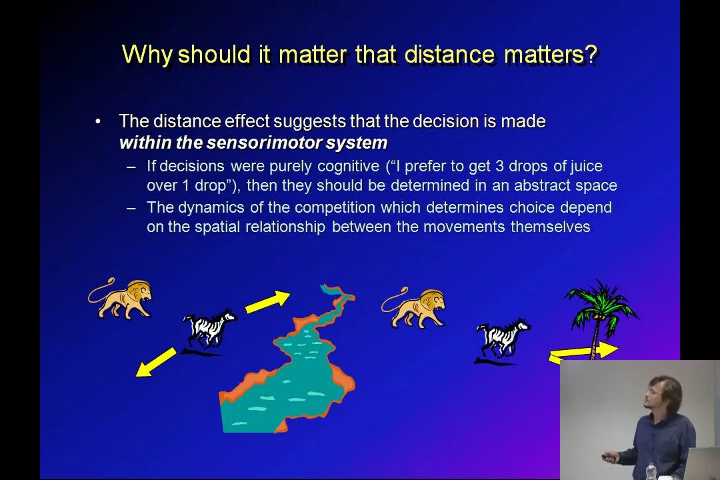 Why should it matter that distance matters?
• The distance effect suggests that the decision is made
within the sensorimotor system
– If decisions were purely cognitive (“I prefer to get 3 drops of juice
over 1 drop”), then they should be determined in an abstract space
– The dynamics of the competition which determines choice depend
on the spatial relationship between the movements themselves